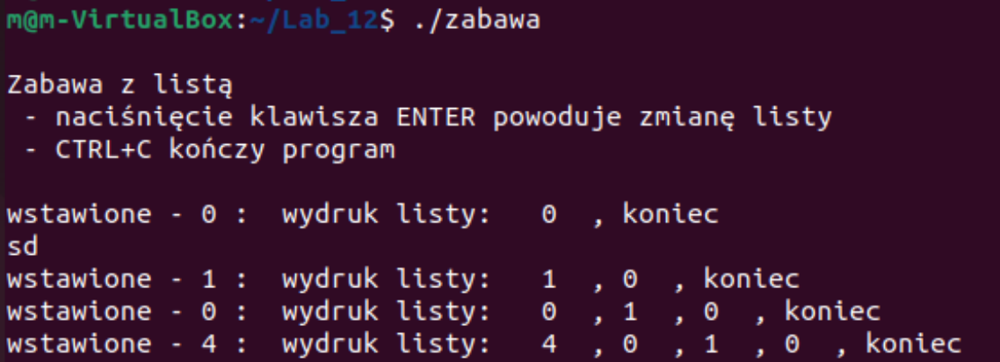 m@m-VirtualBox:~/Lab_12$ ./zabawa
Zabawa z listą
- naciśnięcie klawisza ENTER powoduje zmianę listy
- CTRL+C kończy program
wstawione - 0 :  wydruk listy:   0  , koniec
sd
wstawione - 1 :  wydruk listy:   1  , 0  , koniec
wstawione - 0 :  wydruk listy:   0  , 1  , 0  , koniec
wstawione - 4 :  wydruk listy:   4  , 0  , 1  , 0  , koniec